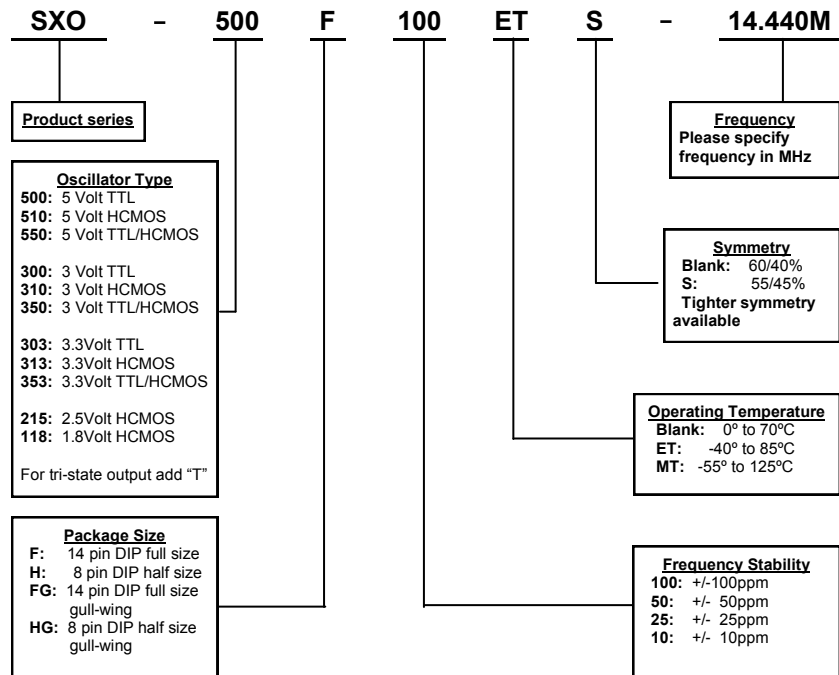 SXO – 500 F 100 ET S – 14.440M
Product series
Oscillator Type
500: 5 Volt TTL
510: 5 Volt HCMOS
550: 5 Volt TTL/HCMOS
300: 3 Volt TTL
310: 3 Volt HCMOS
350: 3 Volt TTL/HCMOS
303: 3.3Volt TTL
313: 3.3Volt HCMOS
353: 3.3Volt TTL/HCMOS
215: 2.5Volt HCMOS
118: 1.8Volt HCMOS
For tri-state output add “T”
Package Size
F: 14 pin DIP full size
H: 8 pin DIP half size
FG: 14 pin DIP full size
gull-wing
HG: 8 pin DIP half size
gull-wing
Frequency
Please specify
frequency in MHz
Symmetry
Blank: 60/40%
S: 55/45%
Tighter symmetry
available
Operating Temperature
Blank: 0º to 70ºC
ET: -40º to 85ºC
MT: -55º to 125ºC
Frequency Stability
100: +/-100ppm
50: +/- 50ppm
25: +/- 25ppm
10: +/- 10ppm